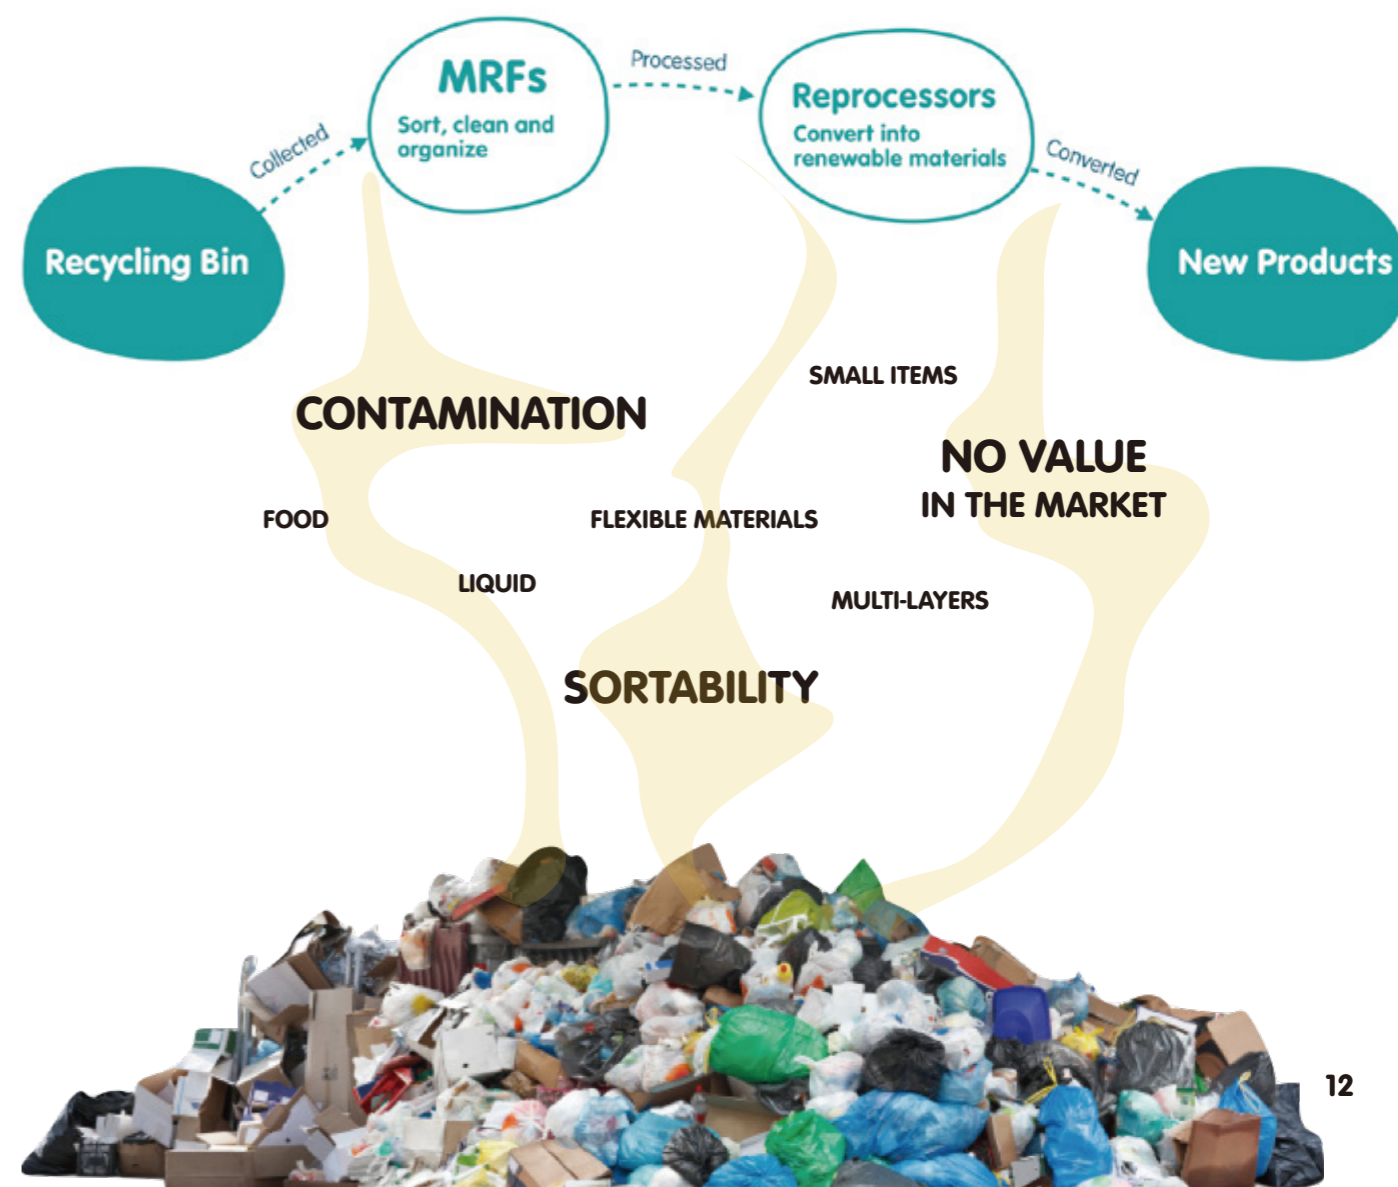 MRFs
Sort, clean and
organize
Processed
Reprocessors
Convert into
renewable materials
Collected
Converted
Recycling Bin
New Products
SMALL ITEMS
CONTAMINATION
NO VALUE
IN THE MARKET
FOOD
FLEXIBLE MATERIALS
LIQUID
MULTI-LAYERS
SORTABILITY
12